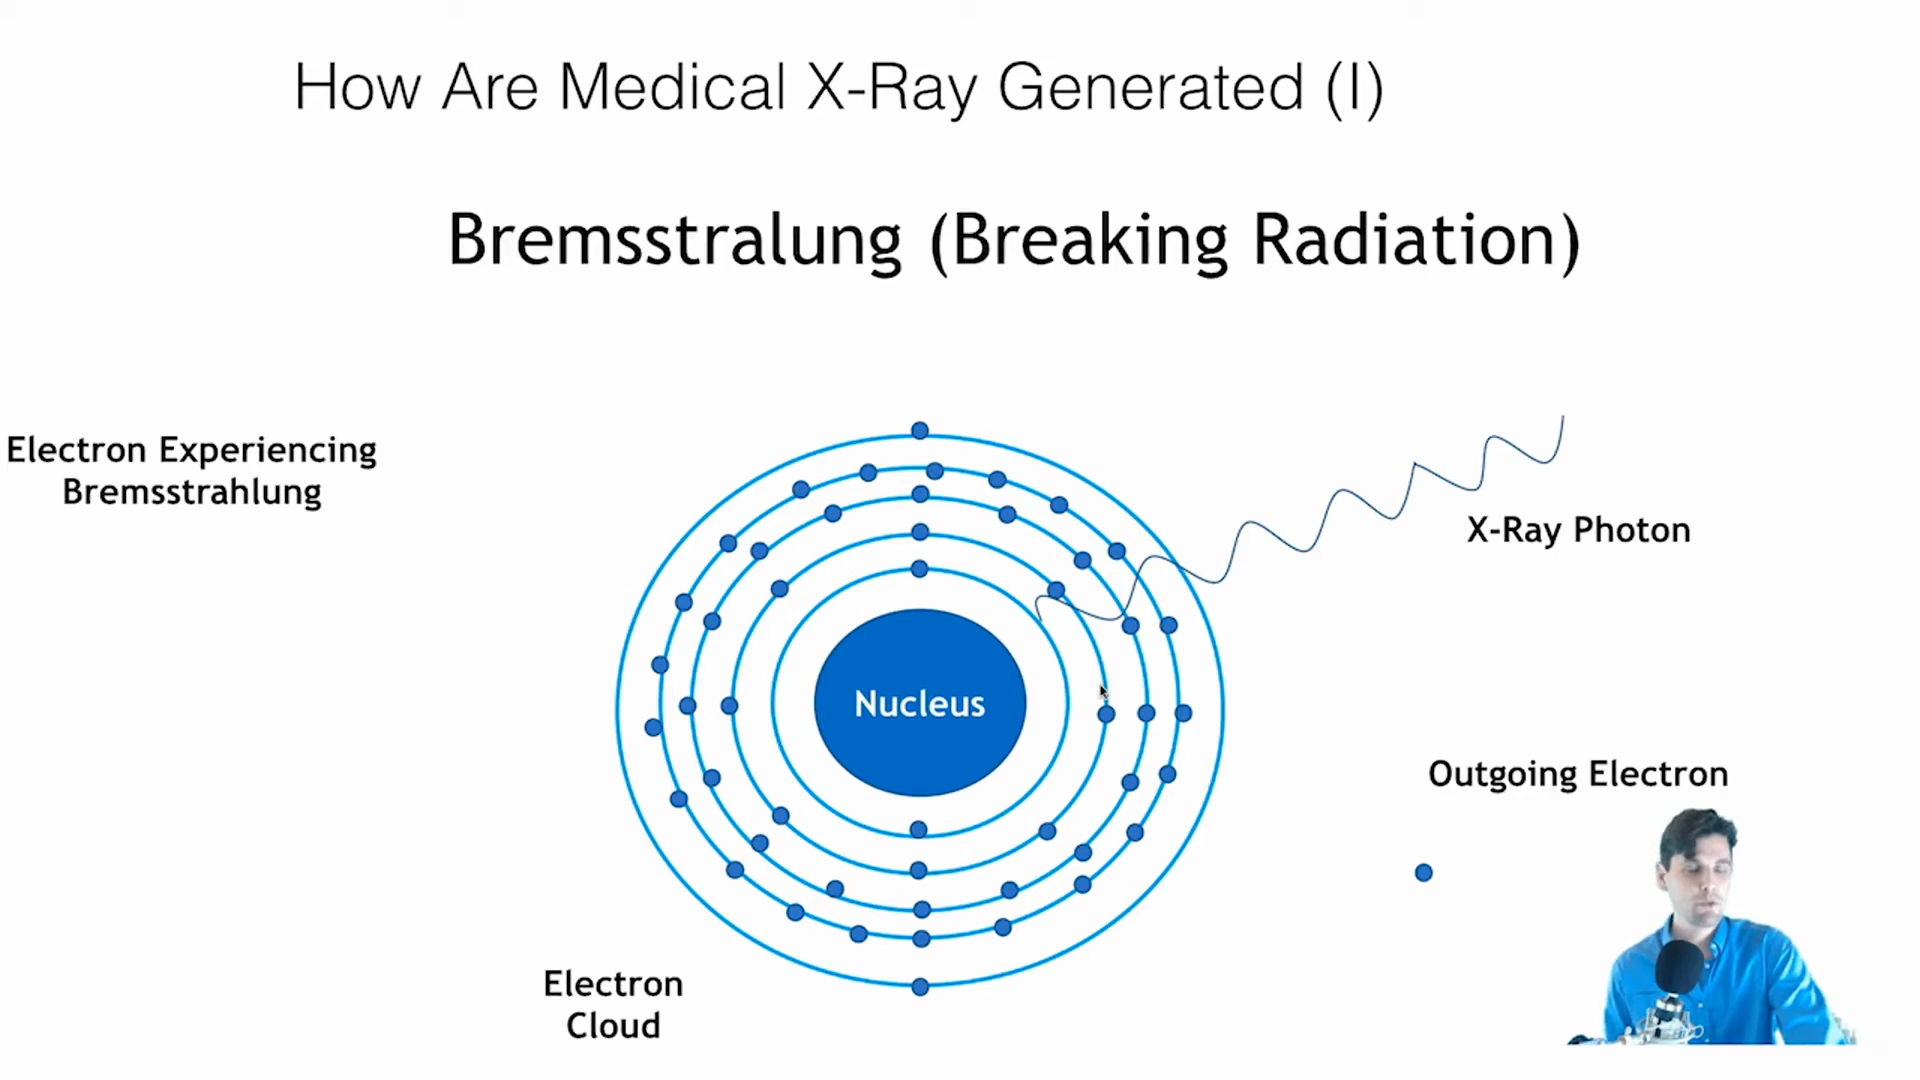 How Are Medical X-Ray Generated (I)
Bremsstralung (Breaking Radiation)
Electron Experiencing
Bremsstrahlung
X-Ray Photon
Nucleus
Outgoing Electron
Electron
Cloud